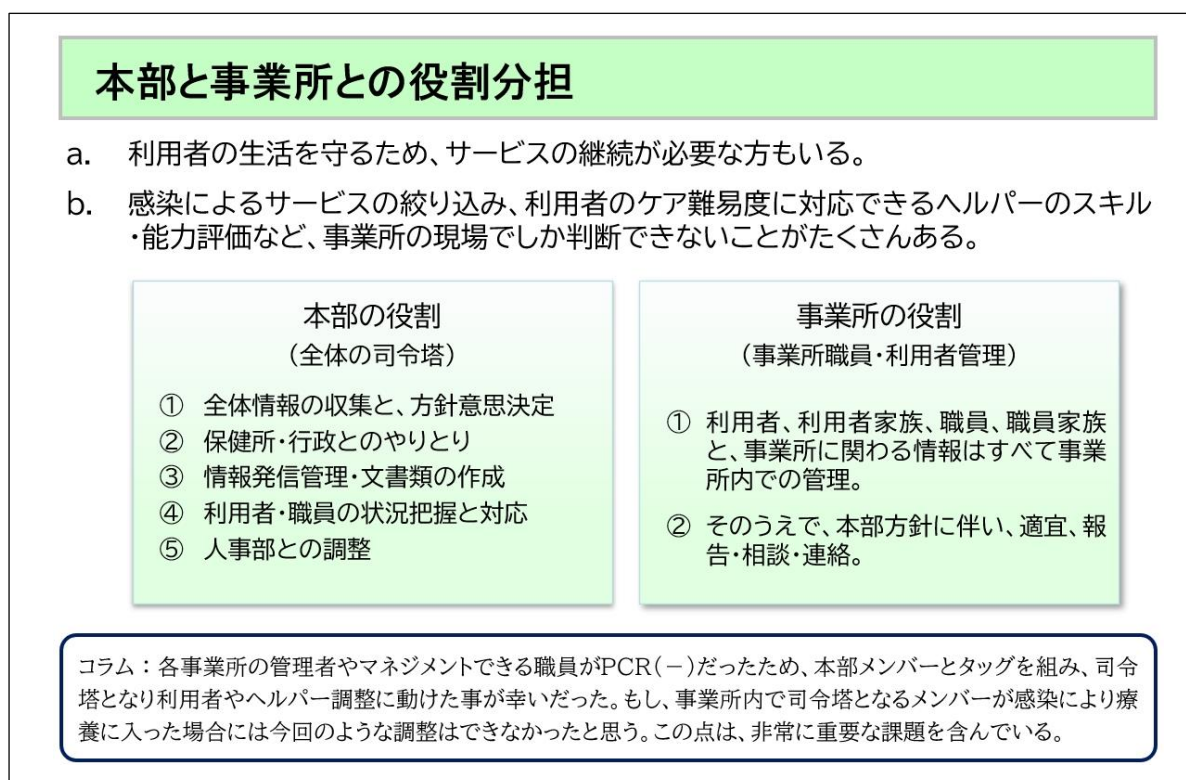 本部と事業所との役割分担
a. 利用者の生活を守るため、サービスの継続が必要な方もいる。
b. 感染によるサービスの絞り込み、利用者のケア難易度に対応できるヘルパーのスキル
・能力評価など、事業所の現場でしか判断できないことがたくさんある。
本部の役割
(全体の司令塔)
① 全体情報の収集と、方針意思決定
② 保健所・行政とのやりとり
③ 情報発信管理・文書類の作成
④ 利用者・職員の状況把握と対応
⑤ 人事部との調整
事業所の役割
(事業所職員・利用者管理)
① 利用者、利用者家族、職員、職員家族
と、事業所に関わる情報はすべて事業
所内での管理。
② そのうえで、本部方針に伴い、適宜、報
告・相談・連絡。
コラム:各事業所の管理者やマネジメントできる職員がPCR(-)だったため、本部メンバーとタッグを組み、司令
塔となり利用者やヘルパー調整に動けた事が幸いだった。もし、事業所内で司令塔となるメンバーが感染により療
養に入った場合には今回のような調整はできなかったと思う。この点は、非常に重要な課題を含んでいる。